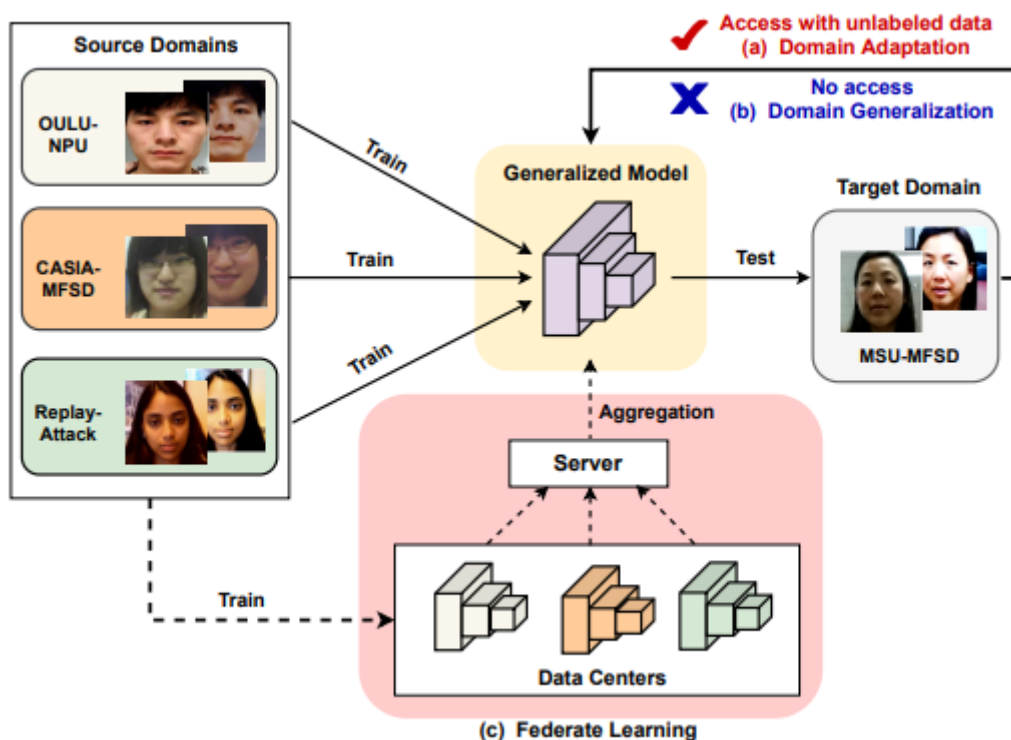 Source Domains
OULU-
NPU
CASIA-
MFSD
Replay-
Attack
Train
Train
Train
Train
Access with unlabeled data
(a) Domain Adaptation
No access
(b) Domain Generalization
Generalized Model
Test
Target Domain
MSU-MFSD
Aggregation
Server
Data Centers
(c) Federate Learning